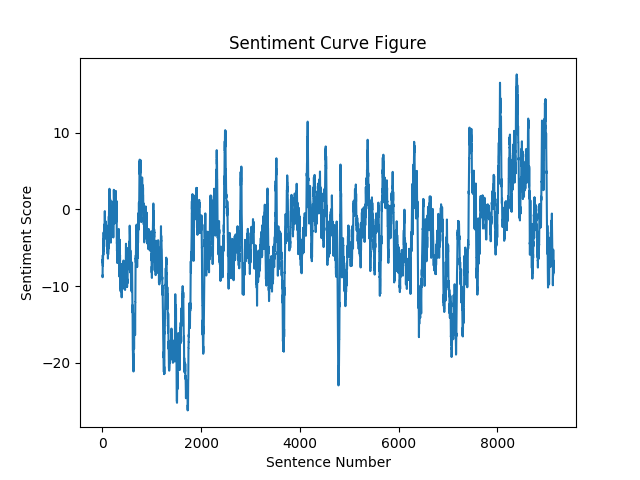 Sentiment Curve Figure
Sentiment Score
10
0
−10
−20
0 2000 4000 6000 8000
Sentence Number